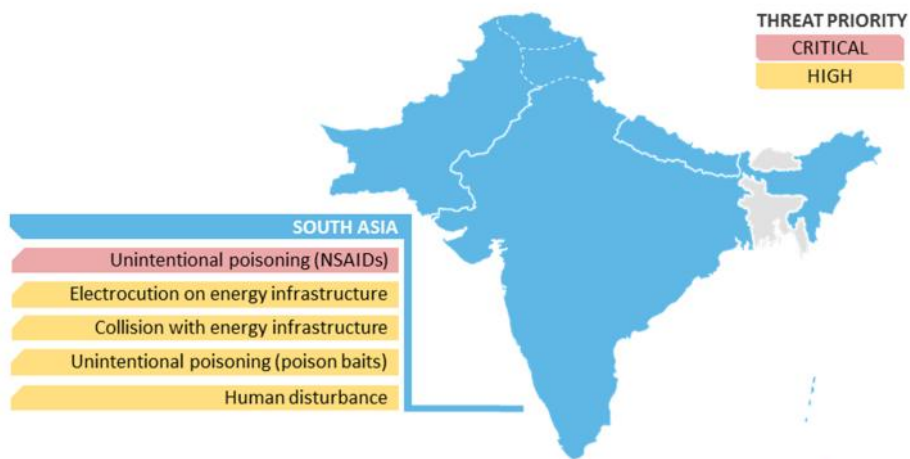 THREAT PRIORITY
CRITICAL
HIGH
SOUTH ASIA
Unintentional poisoning (NSAIDs)
Electrocution on energy infrastructure
Collision with energy infrastructure
Unintentional poisoning (poison baits)
Human disturbance